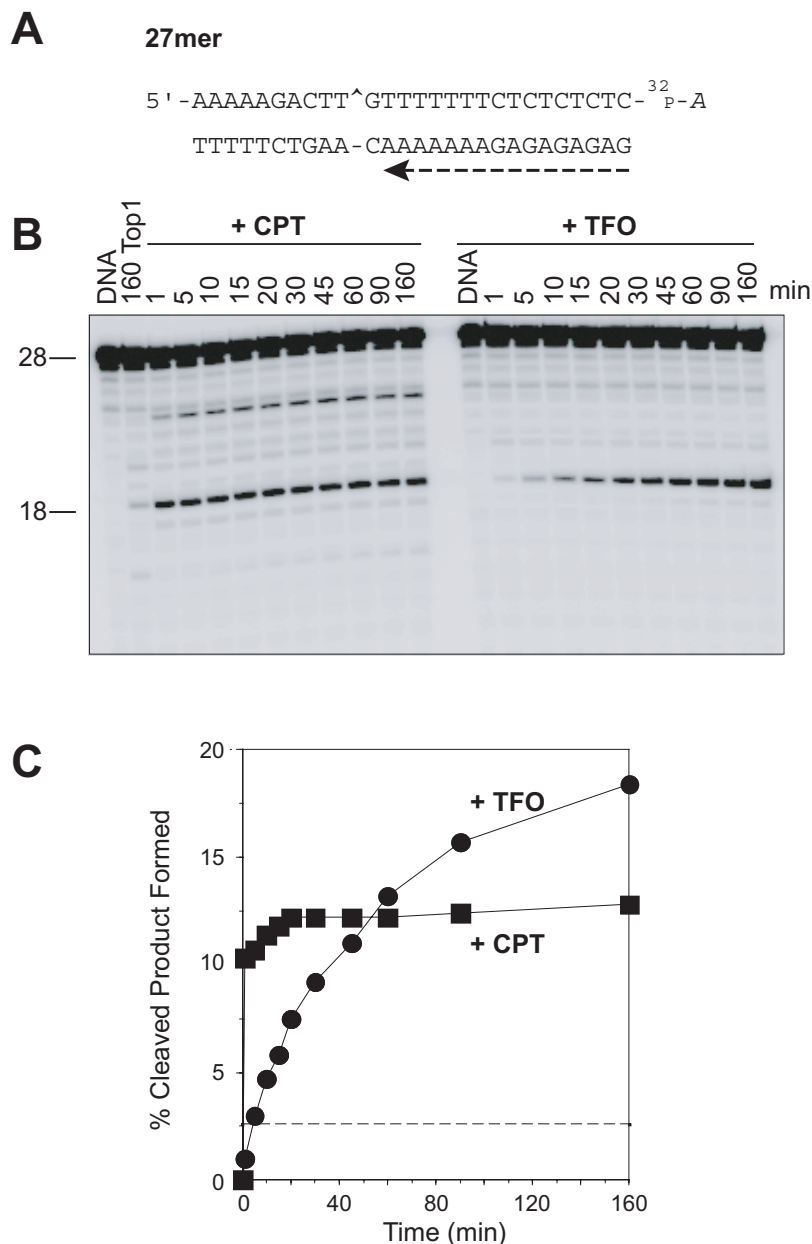 A
27mer
5'-AAAAAGACTT^GTTTTTTTCTCTCTCTC-32P-A
TTTTTCTGAA-CAAAAAAAGAGAGAGAG
B
+ CPT
+ TFO
DNA
160 Top1
1
5
10
15
20
30
45
60
90
160
DNA
1
5
10
15
20
30
45
60
90
160
min
28
18
C
20
15
10
5
0
% Cleaved Product Formed
+ TFO
+ CPT
0
40
80
120
160
Time (min)